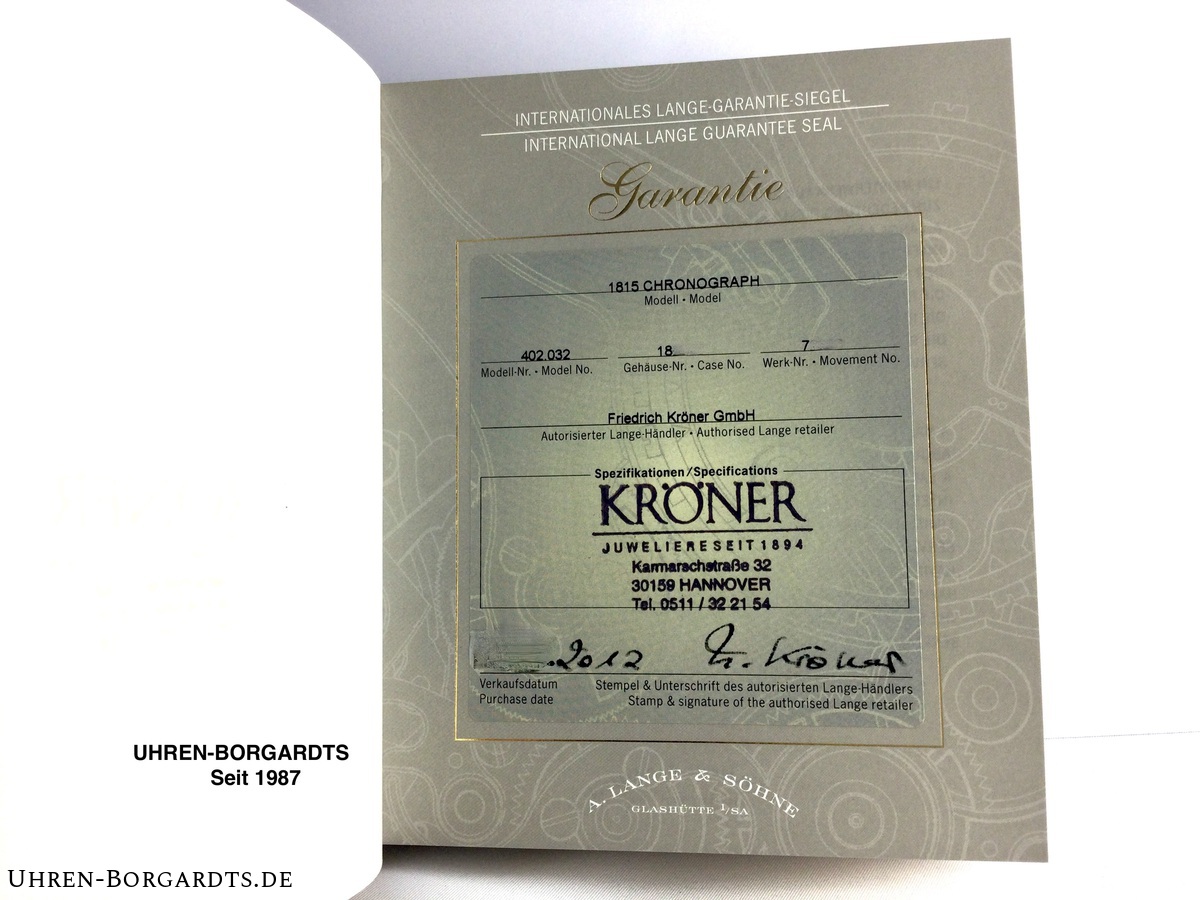 INTERNATIONALES LANGE-GARANTIE-SIEGEL
INTERNATIONAL LANGE GUARANTEE SEAL
Garantie
1815 CHRONOGRAPH
Modell • Model
402.032 18 7
Modell-Nr. • Model No. Gehäuse-Nr. • Case No. Werk-Nr. • Movement No.
Friedrich Kröner GmbH
Autorisierter Lange-Händler • Authorised Lange retailer
Spezifikationen/Specifications
KRÖNER
JUWELIERE SEIT 1894
Karmarschstraße 32
30159 HANNOVER
Tel. 0511 / 32 21 54
.2012 Kröner
Verkaufsdatum Stempel & Unterschrift des autorisierten Lange-Händlers
Purchase date Stamp & signature of the authorised Lange retailer
A. LANGE & SÖHNE
GLASHÜTTE I/SA
UHREN-BORGARDTS
Seit 1987
UHREN-BORGARDTS.DE